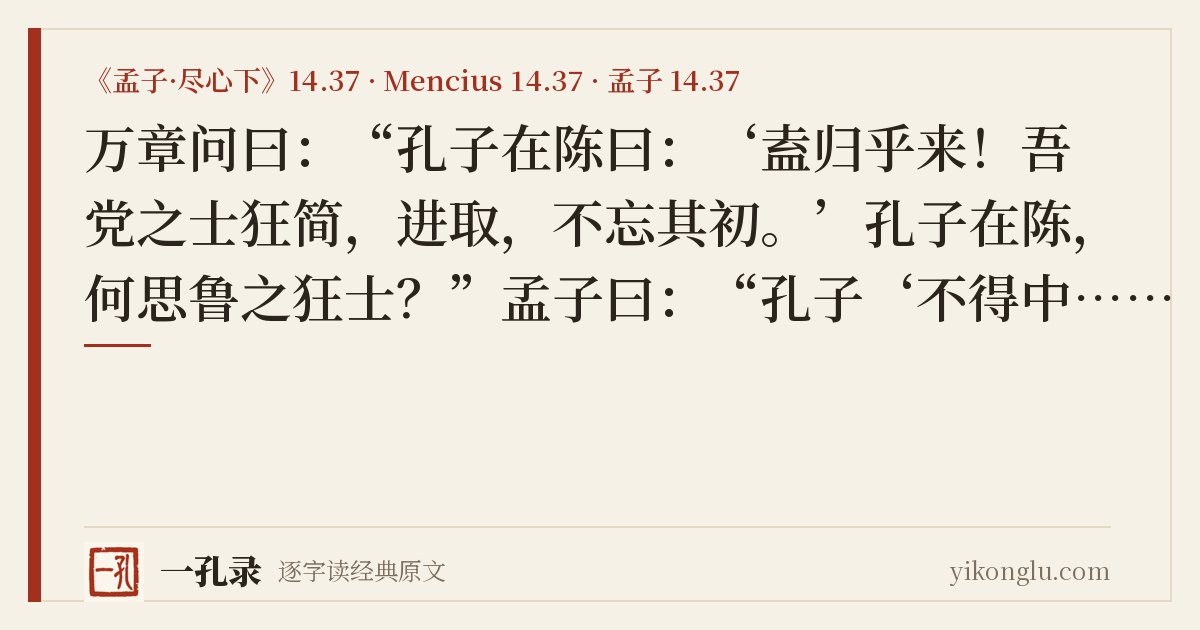 《孟子·尽心下》14.37 · Mencius 14.37 · 孟子 14.37
万章问曰：“孔子在陈曰：‘盍归乎来！吾
党之士狂简，进取，不忘其初。’孔子在陈，
何思鲁之狂士？”孟子曰：“孔子‘不得中……
一孔
一孔录 逐字读经典原文 yikonglu.com